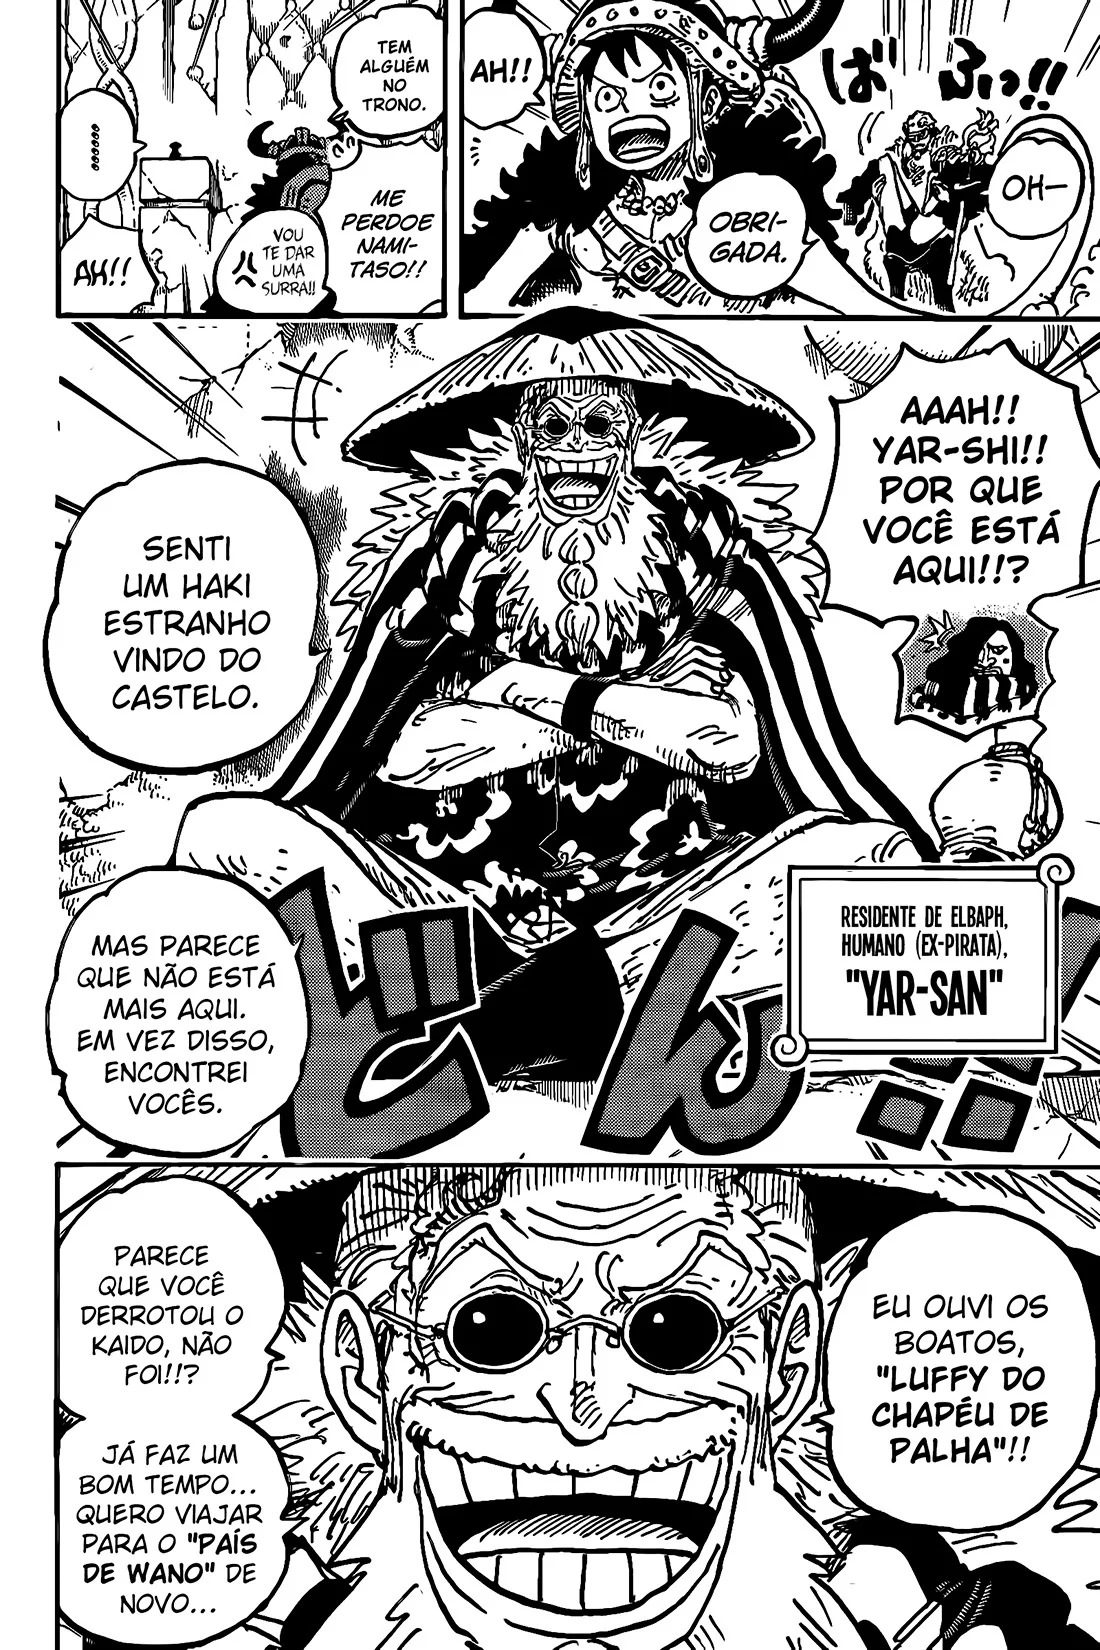 TEM
ALGUÉM
NO
TRONO.
AH!!
ME
PERDOE
NAMI-
TASO!!
VOU
TE DAR
UMA
SURRA!!
AH!!
ばふっ!!
OH—
OBRI-
GADA.
AAAH!!
YAR-SHI!!
POR QUE
VOCÊ ESTÁ
AQUI!!?
SENTI
UM HAKI
ESTRANHO
VINDO DO
CASTELO.
MAS PARECE
QUE NÃO ESTÁ
MAIS AQUI.
EM VEZ DISSO,
ENCONTREI
VOCÊS.
RESIDENTE DE ELBAPH,
HUMANO (EX-PIRATA),
"YAR-SAN"
どん!!
PARECE
QUE VOCÊ
DERROTOU O
KAIDO, NÃO
FOI!!?
EU OUVI OS
BOATOS,
"LUFFY DO
CHAPÉU DE
PALHA"!!
JÁ FAZ UM
BOM TEMPO...
QUERO VIAJAR
PARA O "PAÍS
DE WANO" DE
NOVO...